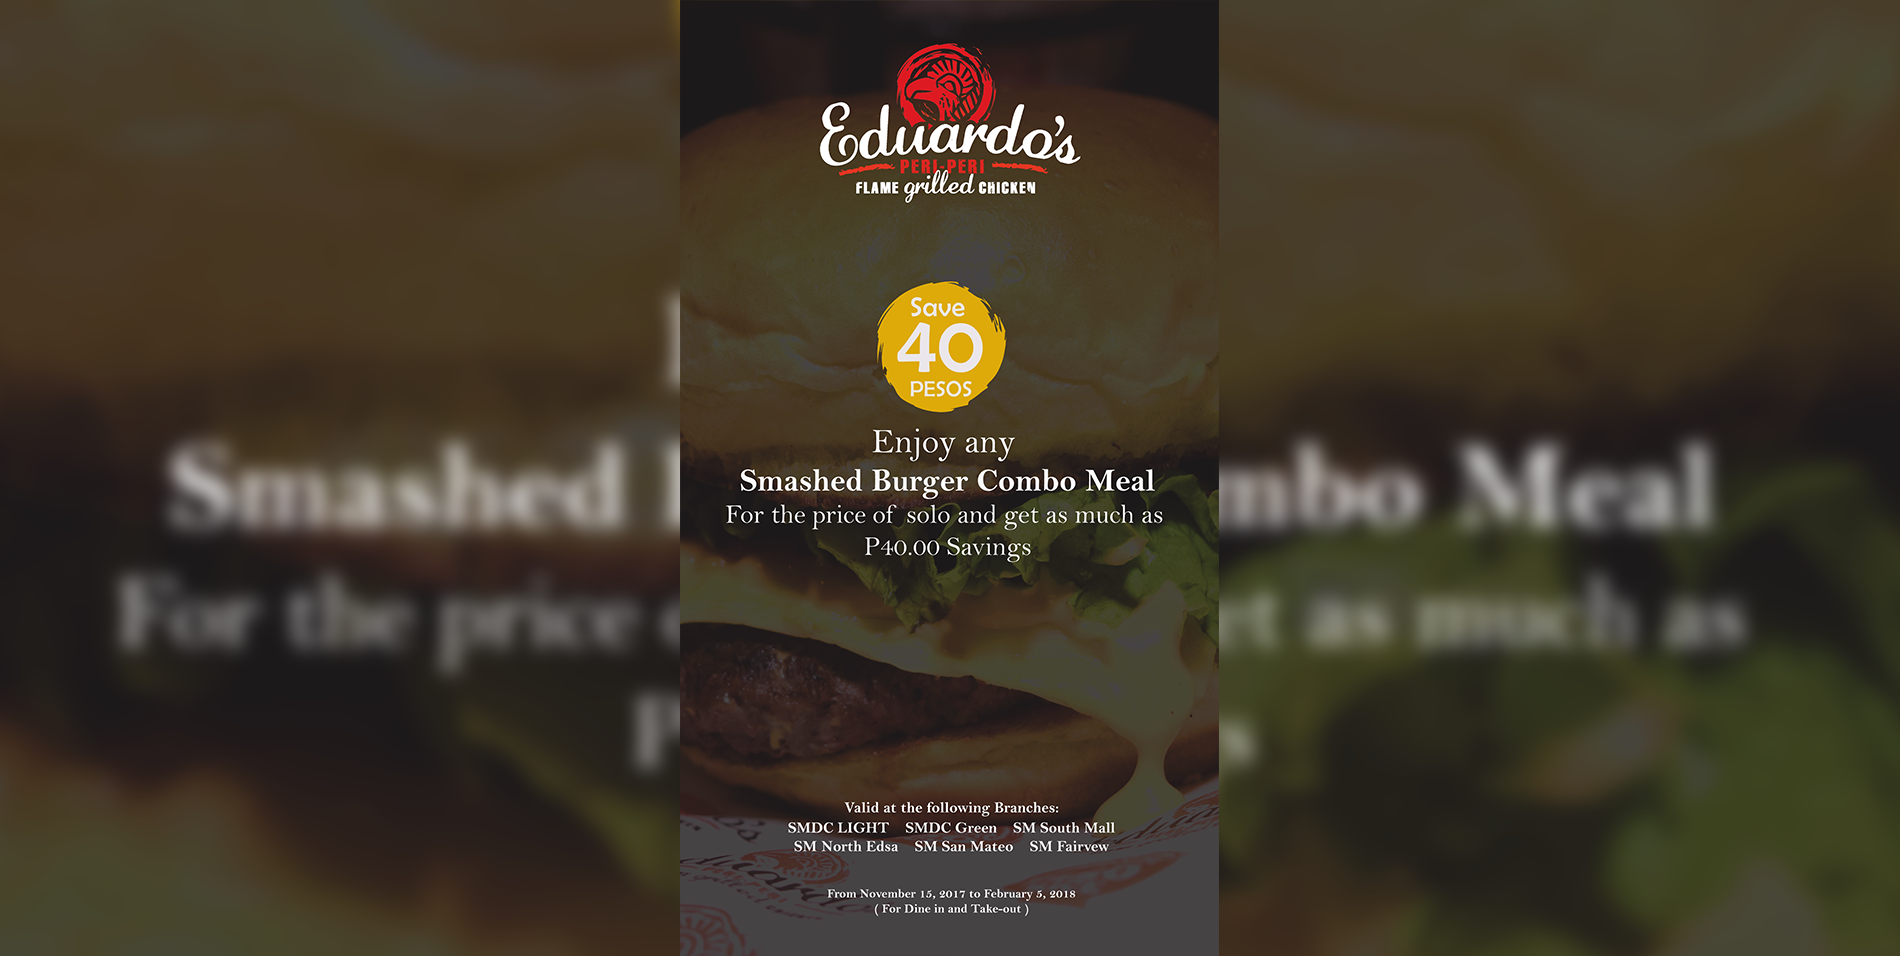 Eduardo's
PERI-PERI
FLAME grilled CHICKEN
Save
40
PESOS
Enjoy any
Smashed Burger Combo Meal
For the price of solo and get as much as
P40.00 Savings
Valid at the following Branches:
SMDC LIGHT SMDC Green SM South Mall
SM North Edsa SM San Mateo SM Fairvew
From November 15, 2017 to February 5, 2018
( For Dine in and Take-out )